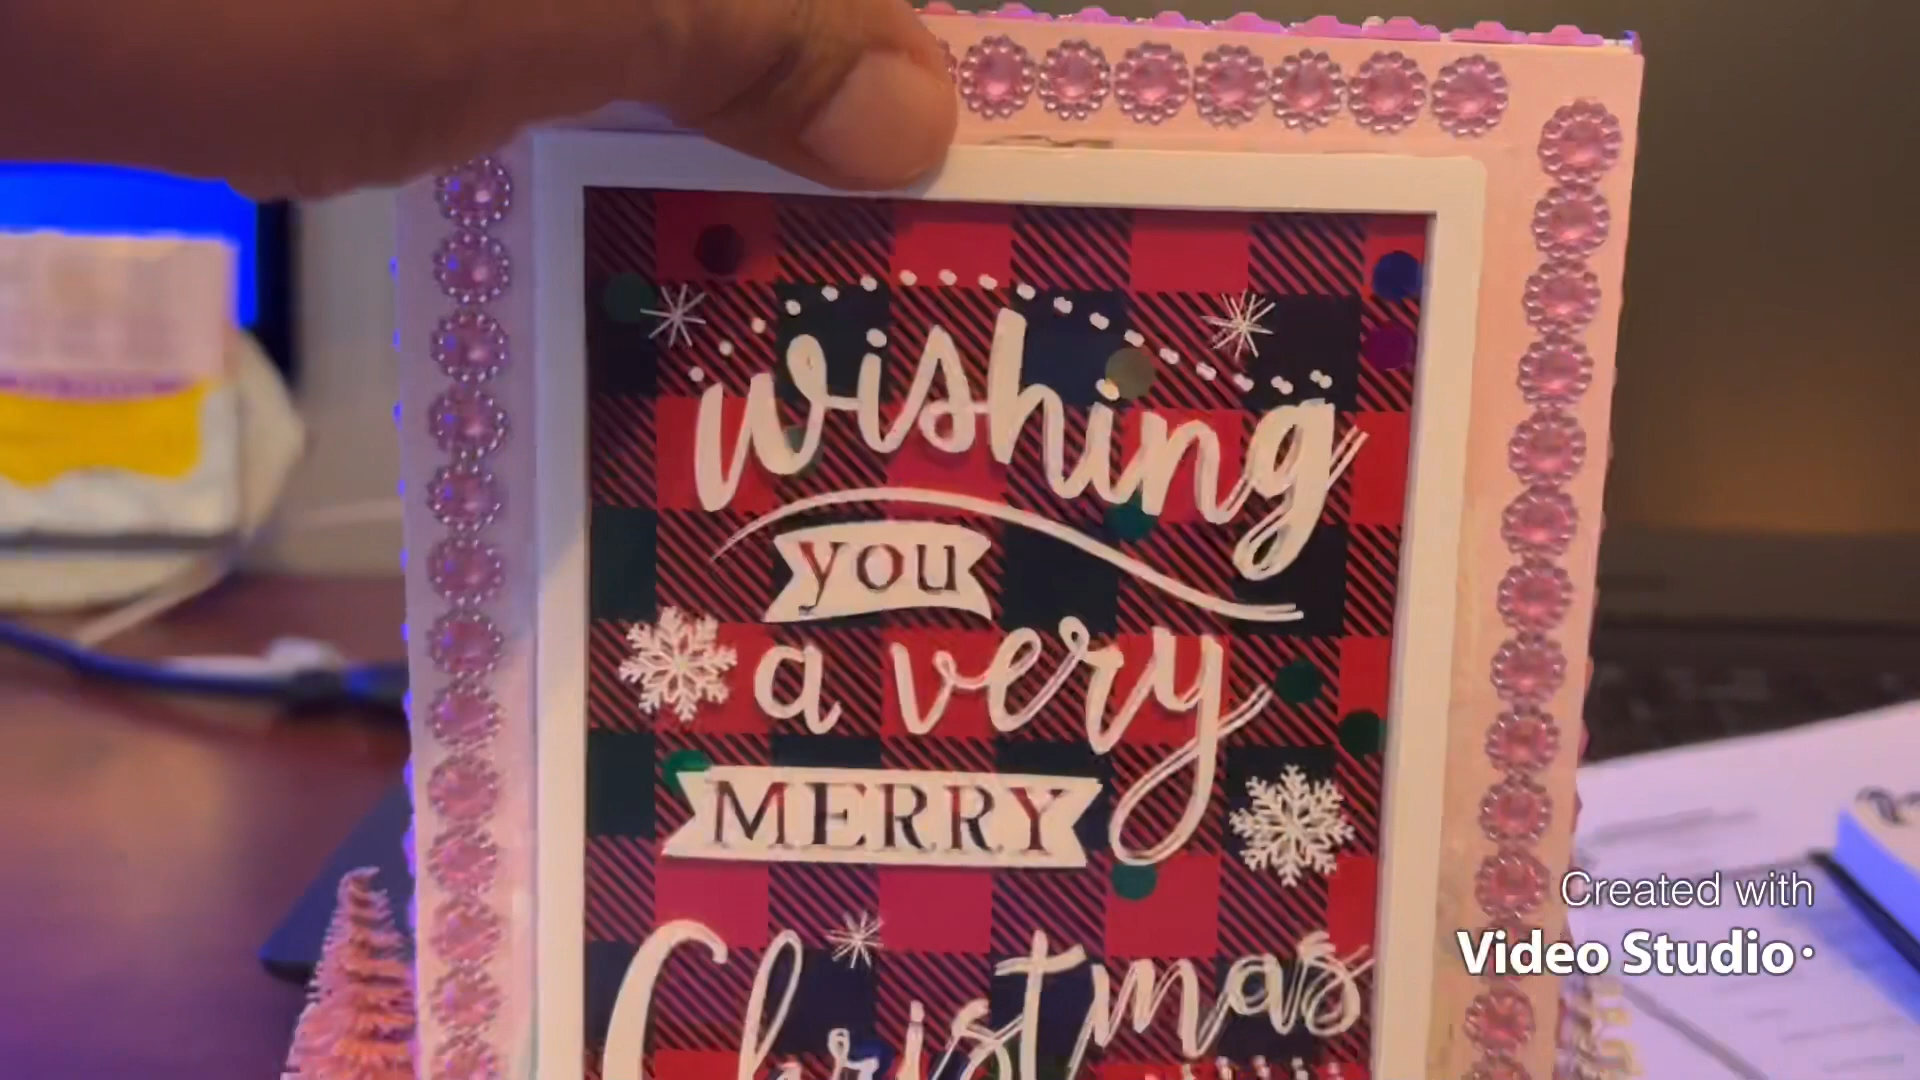 wishing
you
a very
MERRY
Christmas
Created with
Video Studio